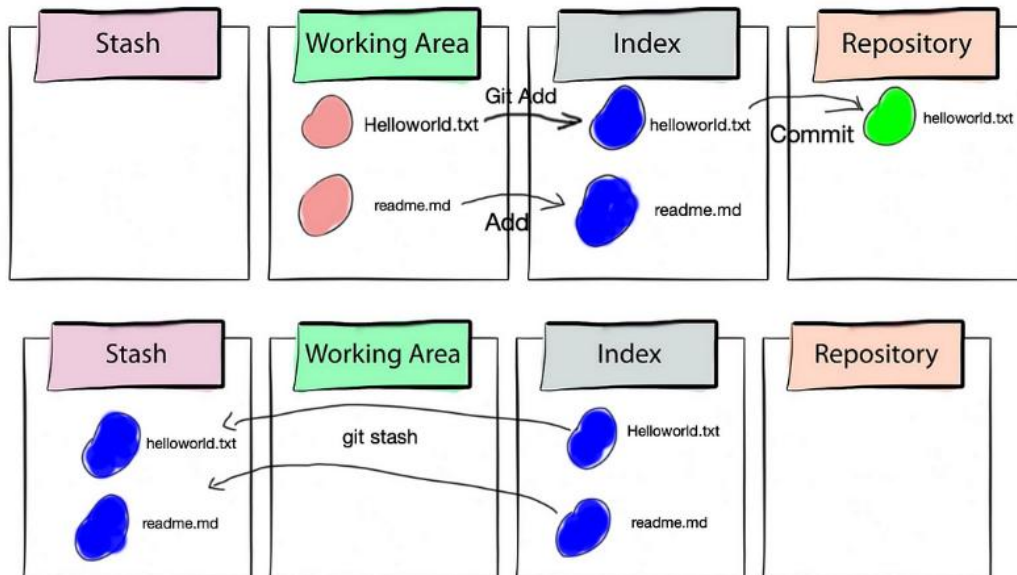 Stash
Working Area
Index
Repository
Helloworld.txt
Git Add
helloworld.txt
Commit
helloworld.txt
readme.md
Add
readme.md
Stash
Working Area
Index
Repository
helloworld.txt
git stash
Helloworld.txt
readme.md
readme.md